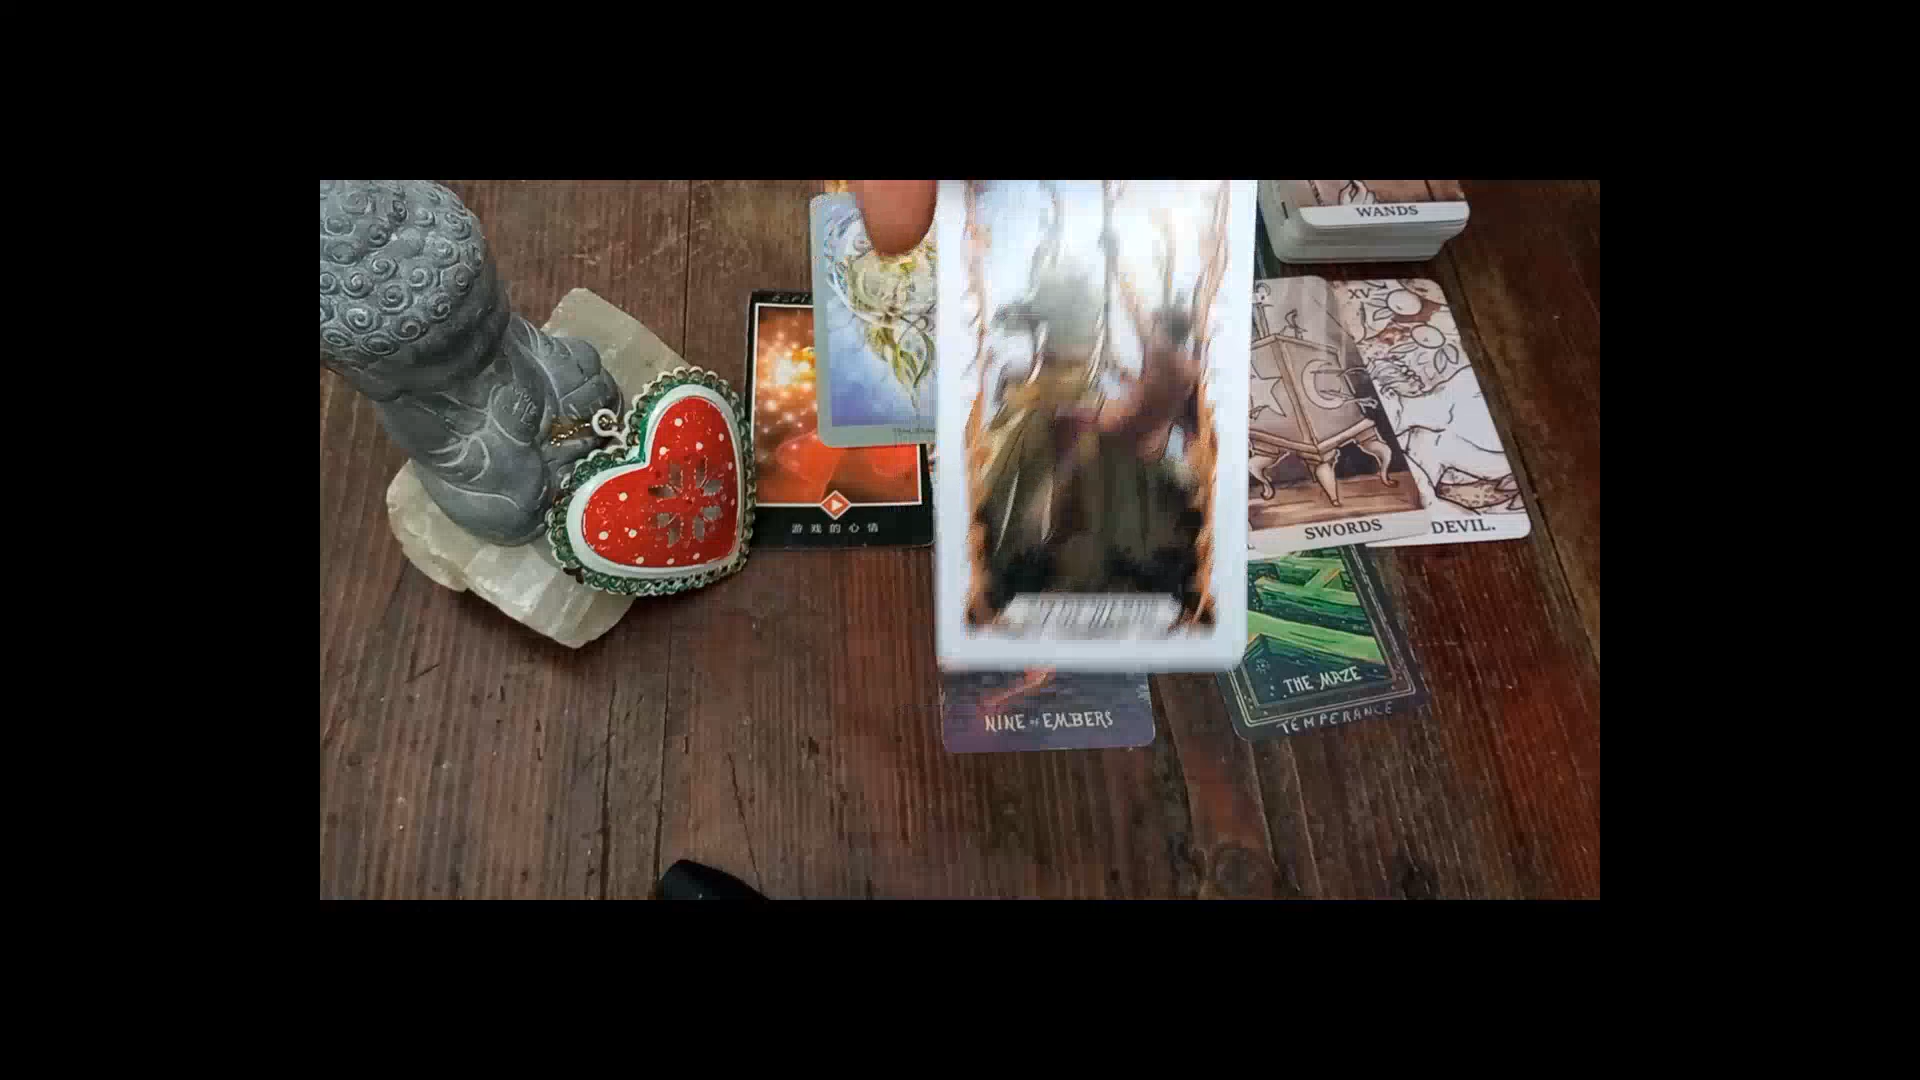 WANDS
XV
游戏的心情
SWORDS
DEVIL.
THE MAZE
NINE OF EMBERS
TEMPERANCE